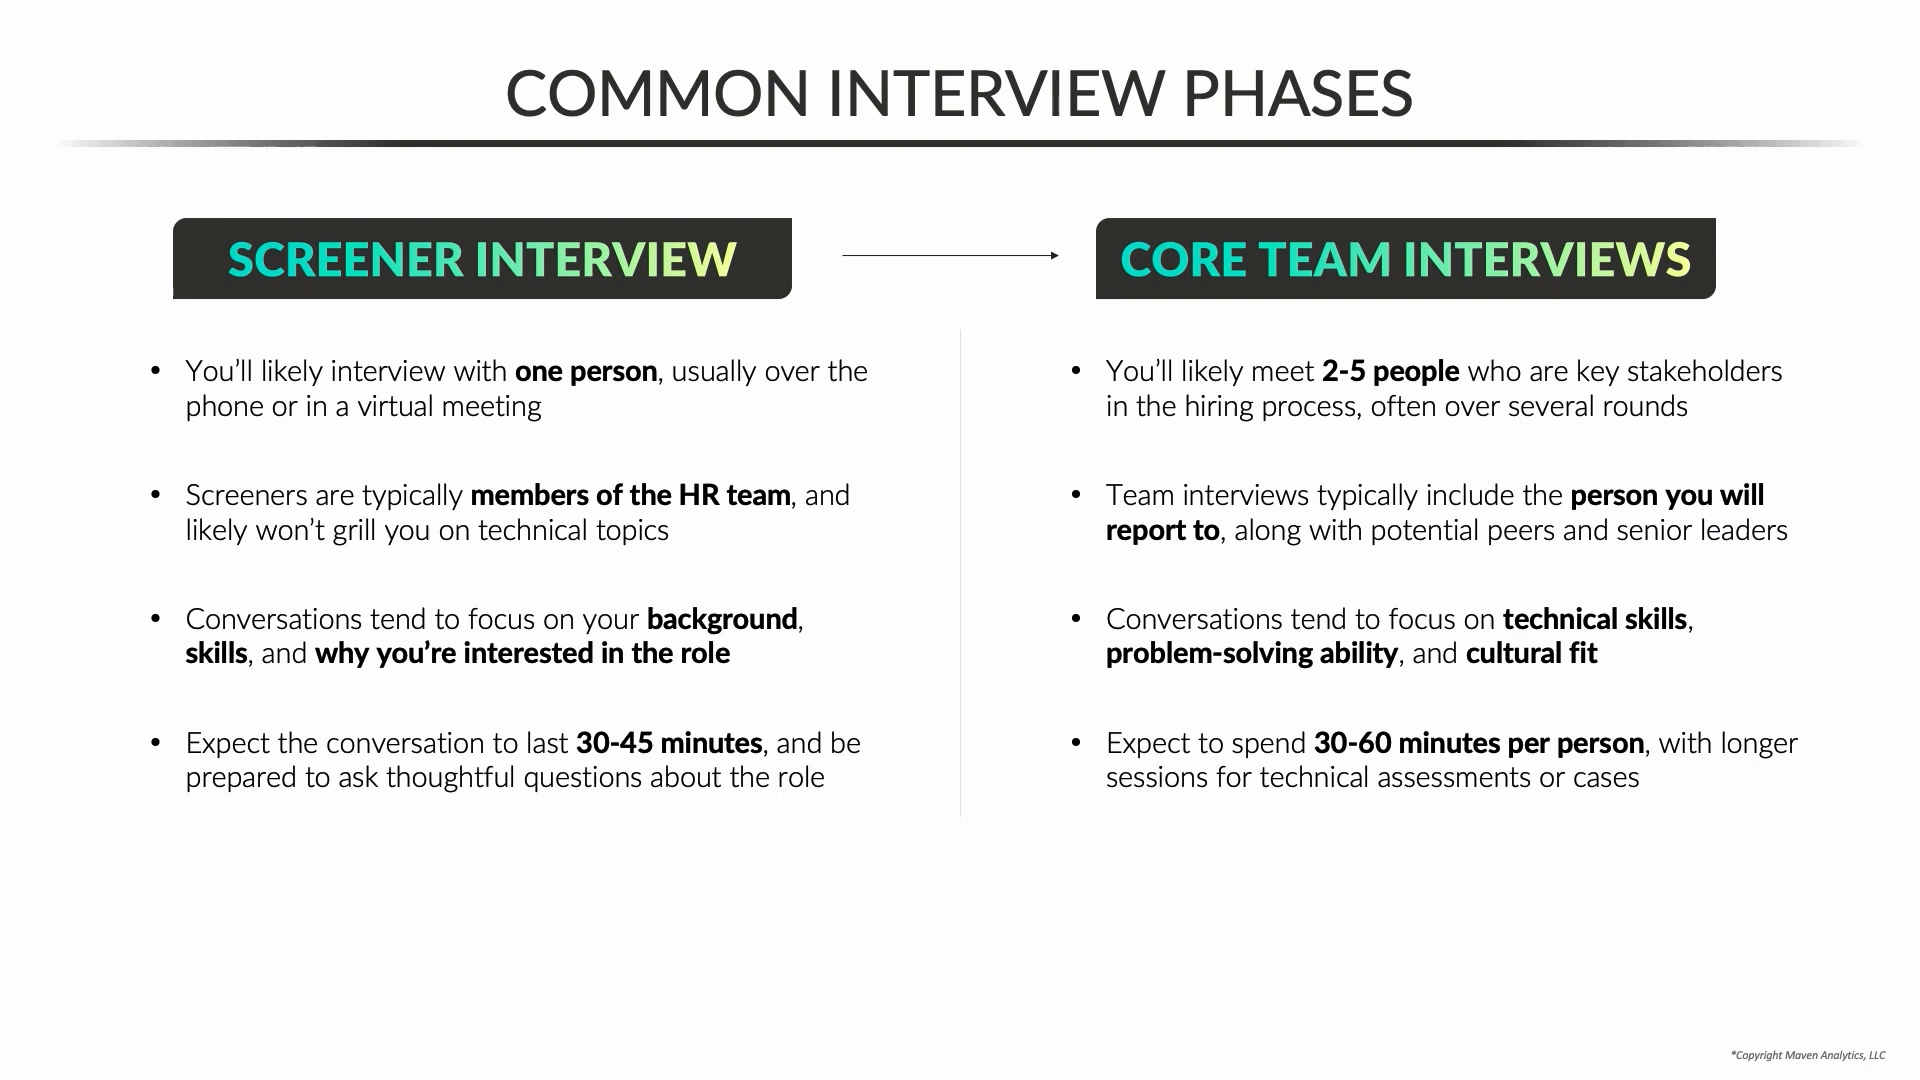 COMMON INTERVIEW PHASES
SCREENER INTERVIEW
• You’ll likely interview with one person, usually over the
phone or in a virtual meeting
• Screeners are typically members of the HR team, and
likely won’t grill you on technical topics
• Conversations tend to focus on your background,
skills, and why you’re interested in the role
• Expect the conversation to last 30-45 minutes, and be
prepared to ask thoughtful questions about the role
CORE TEAM INTERVIEWS
• You’ll likely meet 2-5 people who are key stakeholders
in the hiring process, often over several rounds
• Team interviews typically include the person you will
report to, along with potential peers and senior leaders
• Conversations tend to focus on technical skills,
problem-solving ability, and cultural fit
• Expect to spend 30-60 minutes per person, with longer
sessions for technical assessments or cases
*Copyright Maven Analytics, LLC